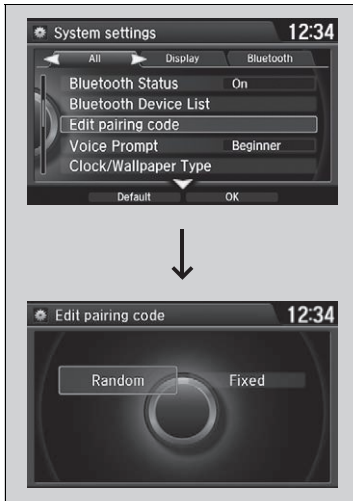 System settings 12:34
All Display Bluetooth
Bluetooth Status On
Bluetooth Device List
Edit pairing code
Voice Prompt Beginner
Clock/Wallpaper Type
Default OK
Edit pairing code 12:34
Random Fixed